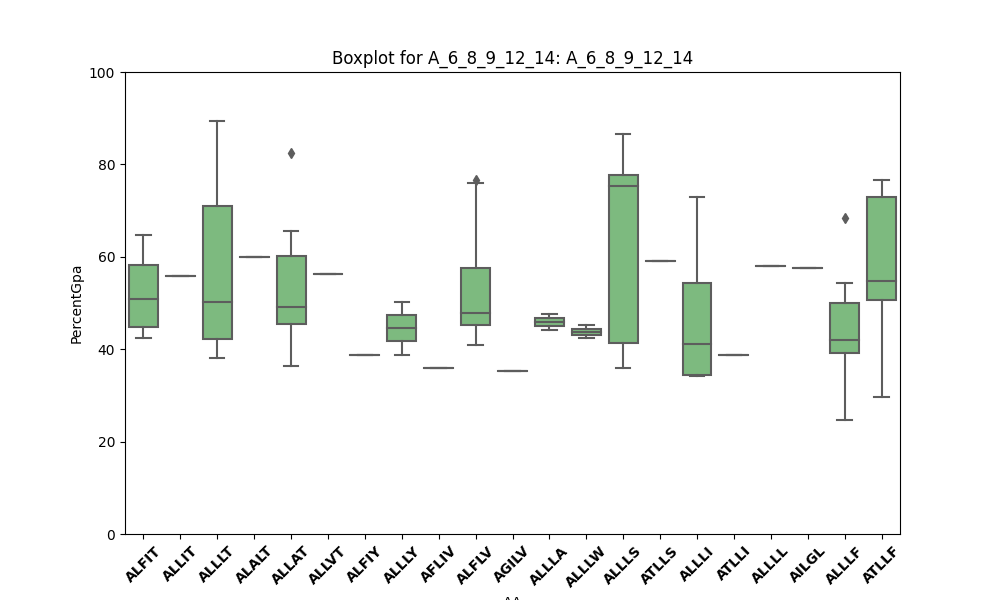 Boxplot for A_6_8_9_12_14: A_6_8_9_12_14
100
80
60
40
20
0
PercentGpa
ALFIT ALLIT ALLLT ALALT ALLAT ALLVT ALFIY ALLLY AFLIV ALFLV AGILV ALLLA ALLLW ALLLS ATLLS ALLLI ATLLI ALLLL AILGL ALLLF ATLLF
AA